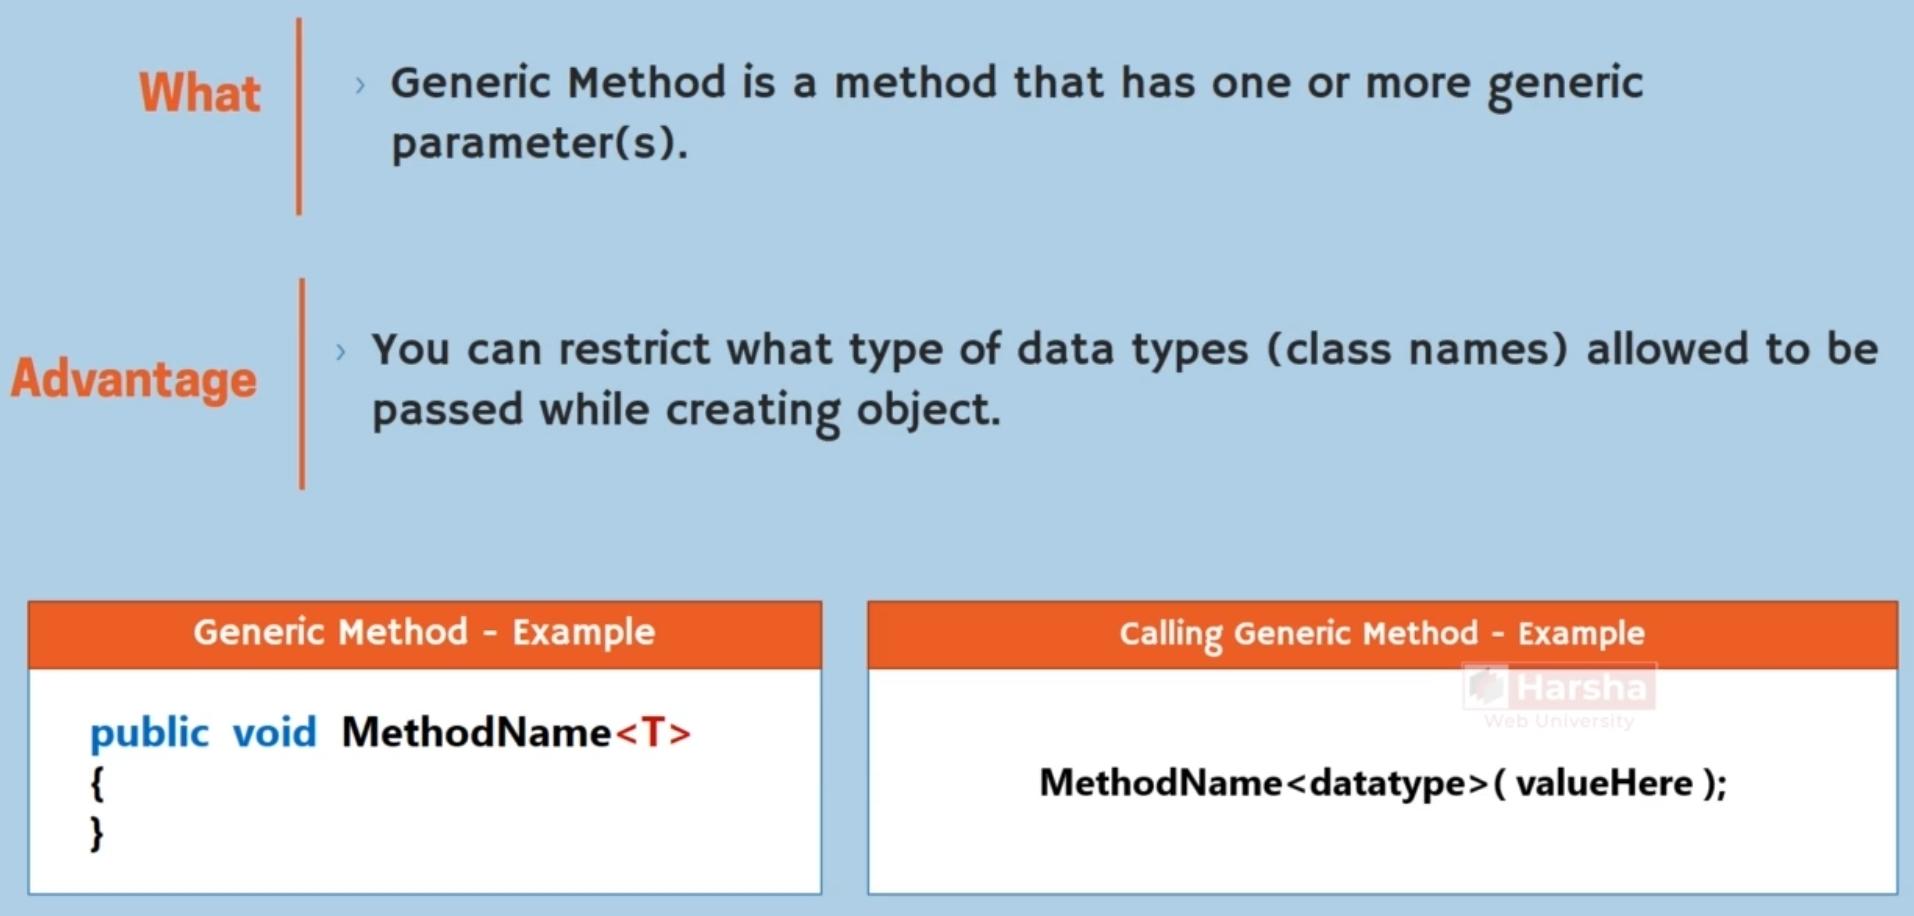 What
› Generic Method is a method that has one or more generic
parameter(s).
Advantage
› You can restrict what type of data types (class names) allowed to be
passed while creating object.
Generic Method - Example
public void MethodName<T>
{
}
Calling Generic Method - Example
Harsha
Web University
MethodName<datatype>( valueHere );